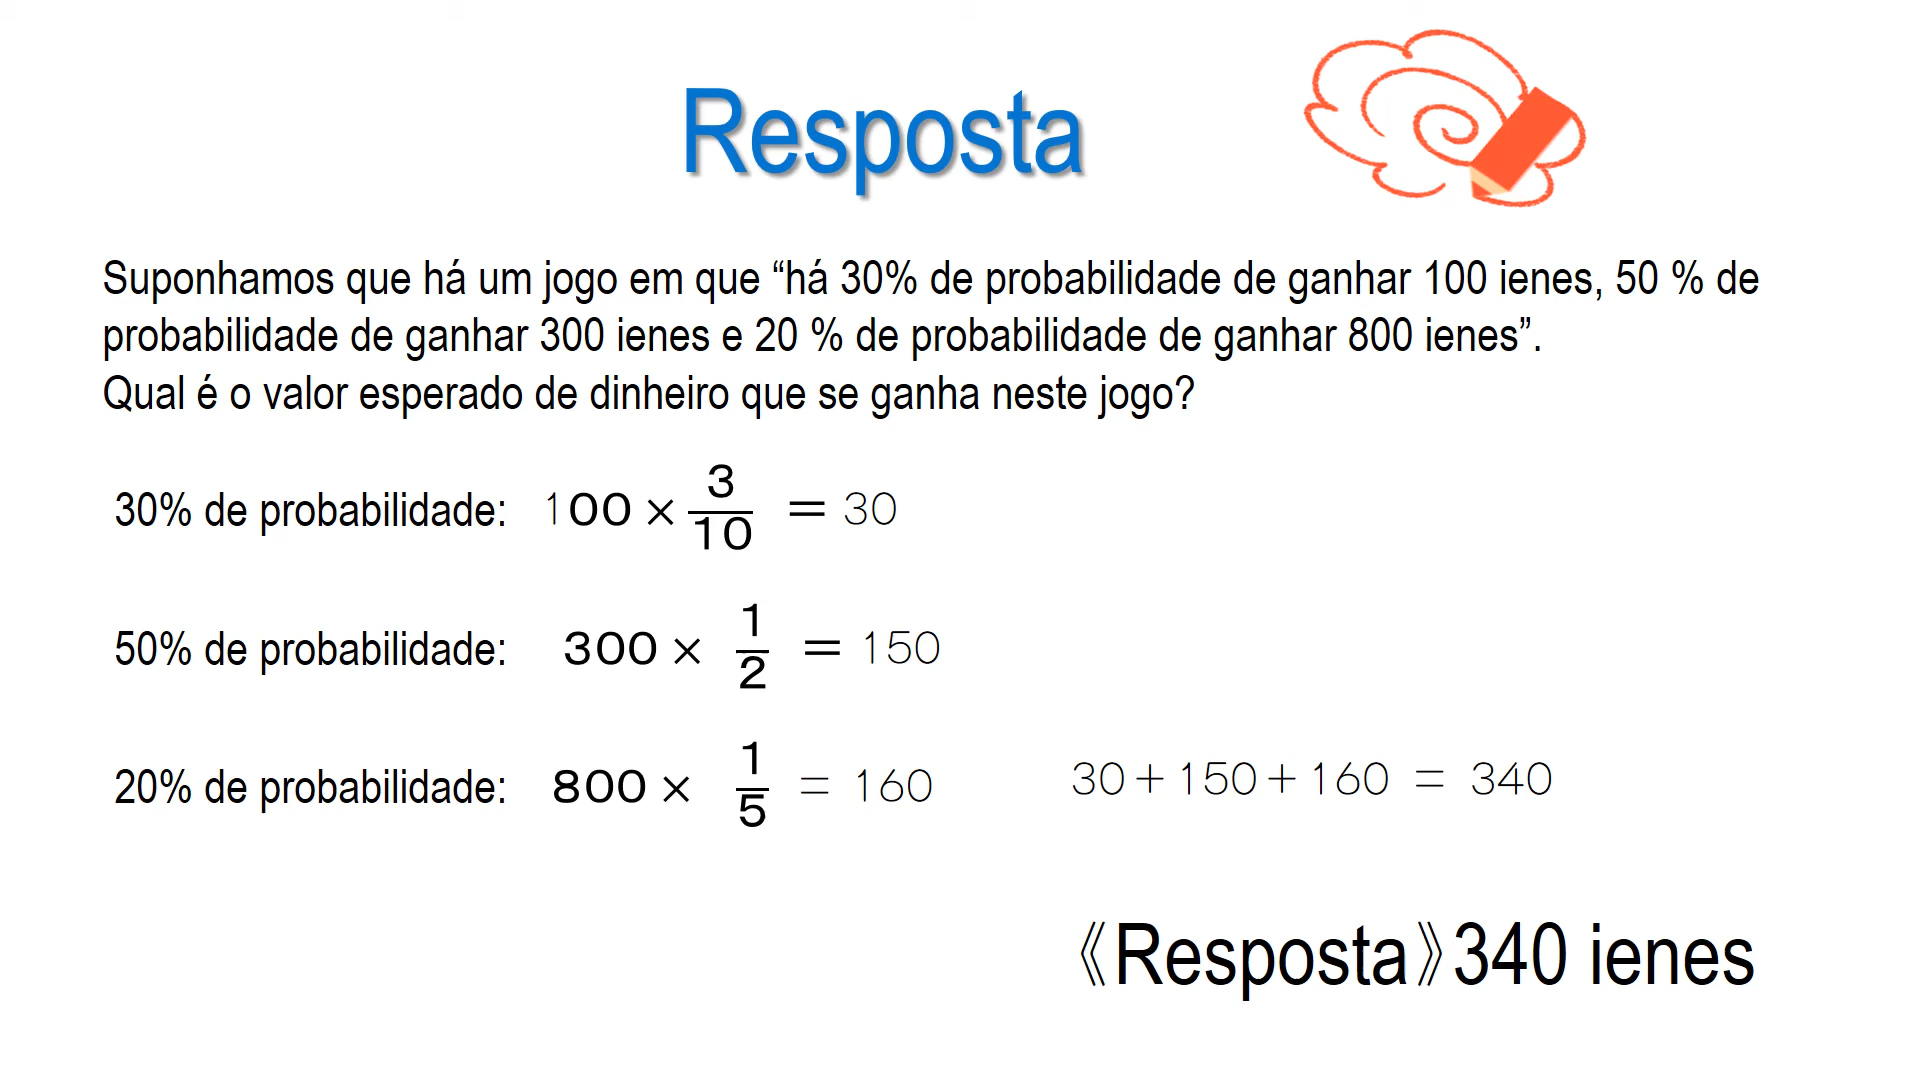 Resposta
Suponhamos que há um jogo em que “há 30% de probabilidade de ganhar 100 ienes, 50 % de
probabilidade de ganhar 300 ienes e 20 % de probabilidade de ganhar 800 ienes”.
Qual é o valor esperado de dinheiro que se ganha neste jogo?
30% de probabilidade: 100 × 3/10 = 30
50% de probabilidade: 300 × 1/2 = 150
20% de probabilidade: 800 × 1/5 = 160
30+150+160 = 340
《Resposta》340 ienes